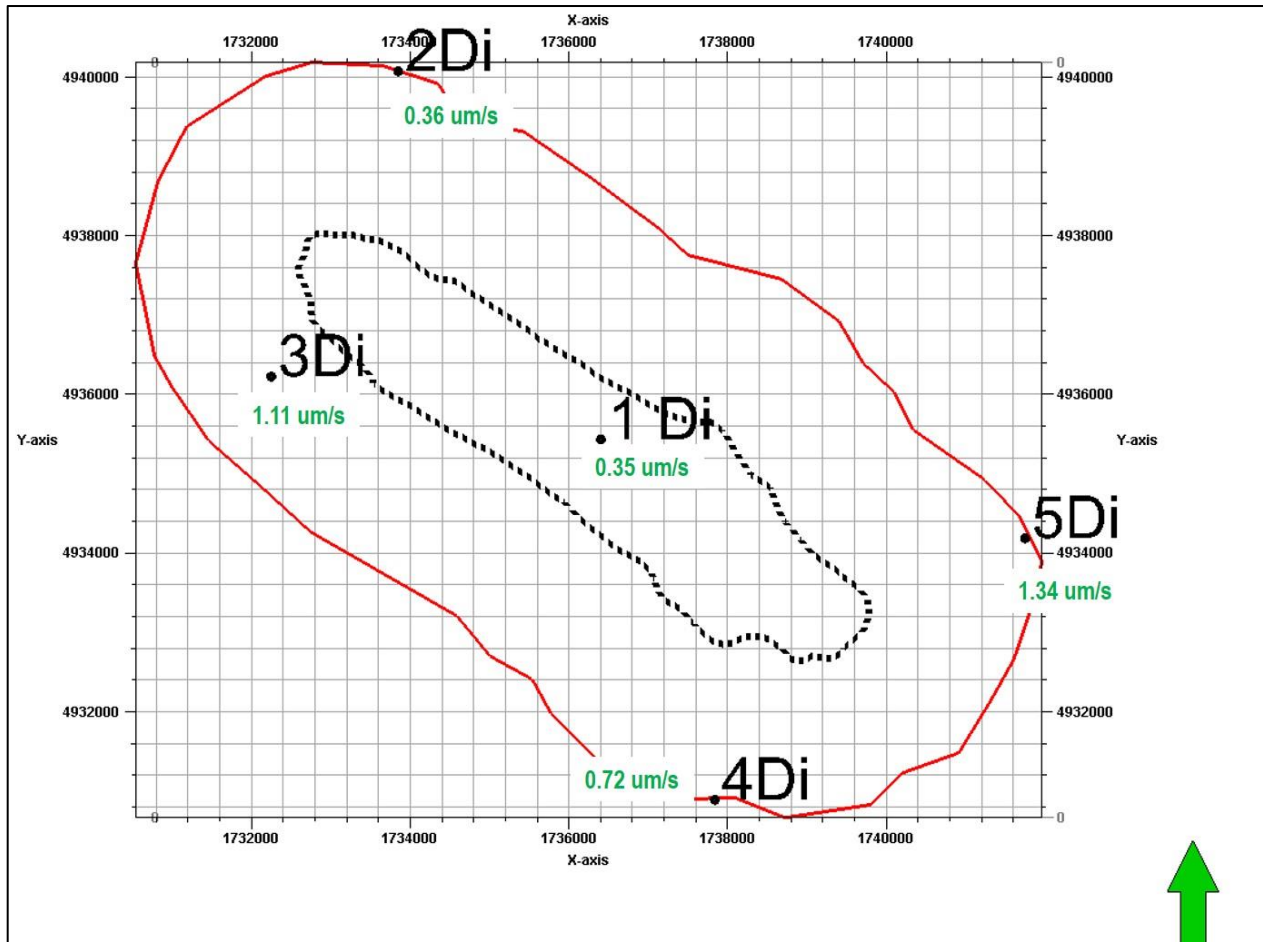 X-axis
1732000 1734000 1736000 1738000 1740000
0 0
4940000 2Di 4940000
0.36 um/s
4938000 4938000
3Di
4936000 4936000
1.11 um/s 1 Di
Y-axis Y-axis
0.35 um/s
5Di
4934000 4934000
1.34 um/s
4932000 4932000
0.72 um/s 4Di
0 0
1732000 1734000 1736000 1738000 1740000
X-axis